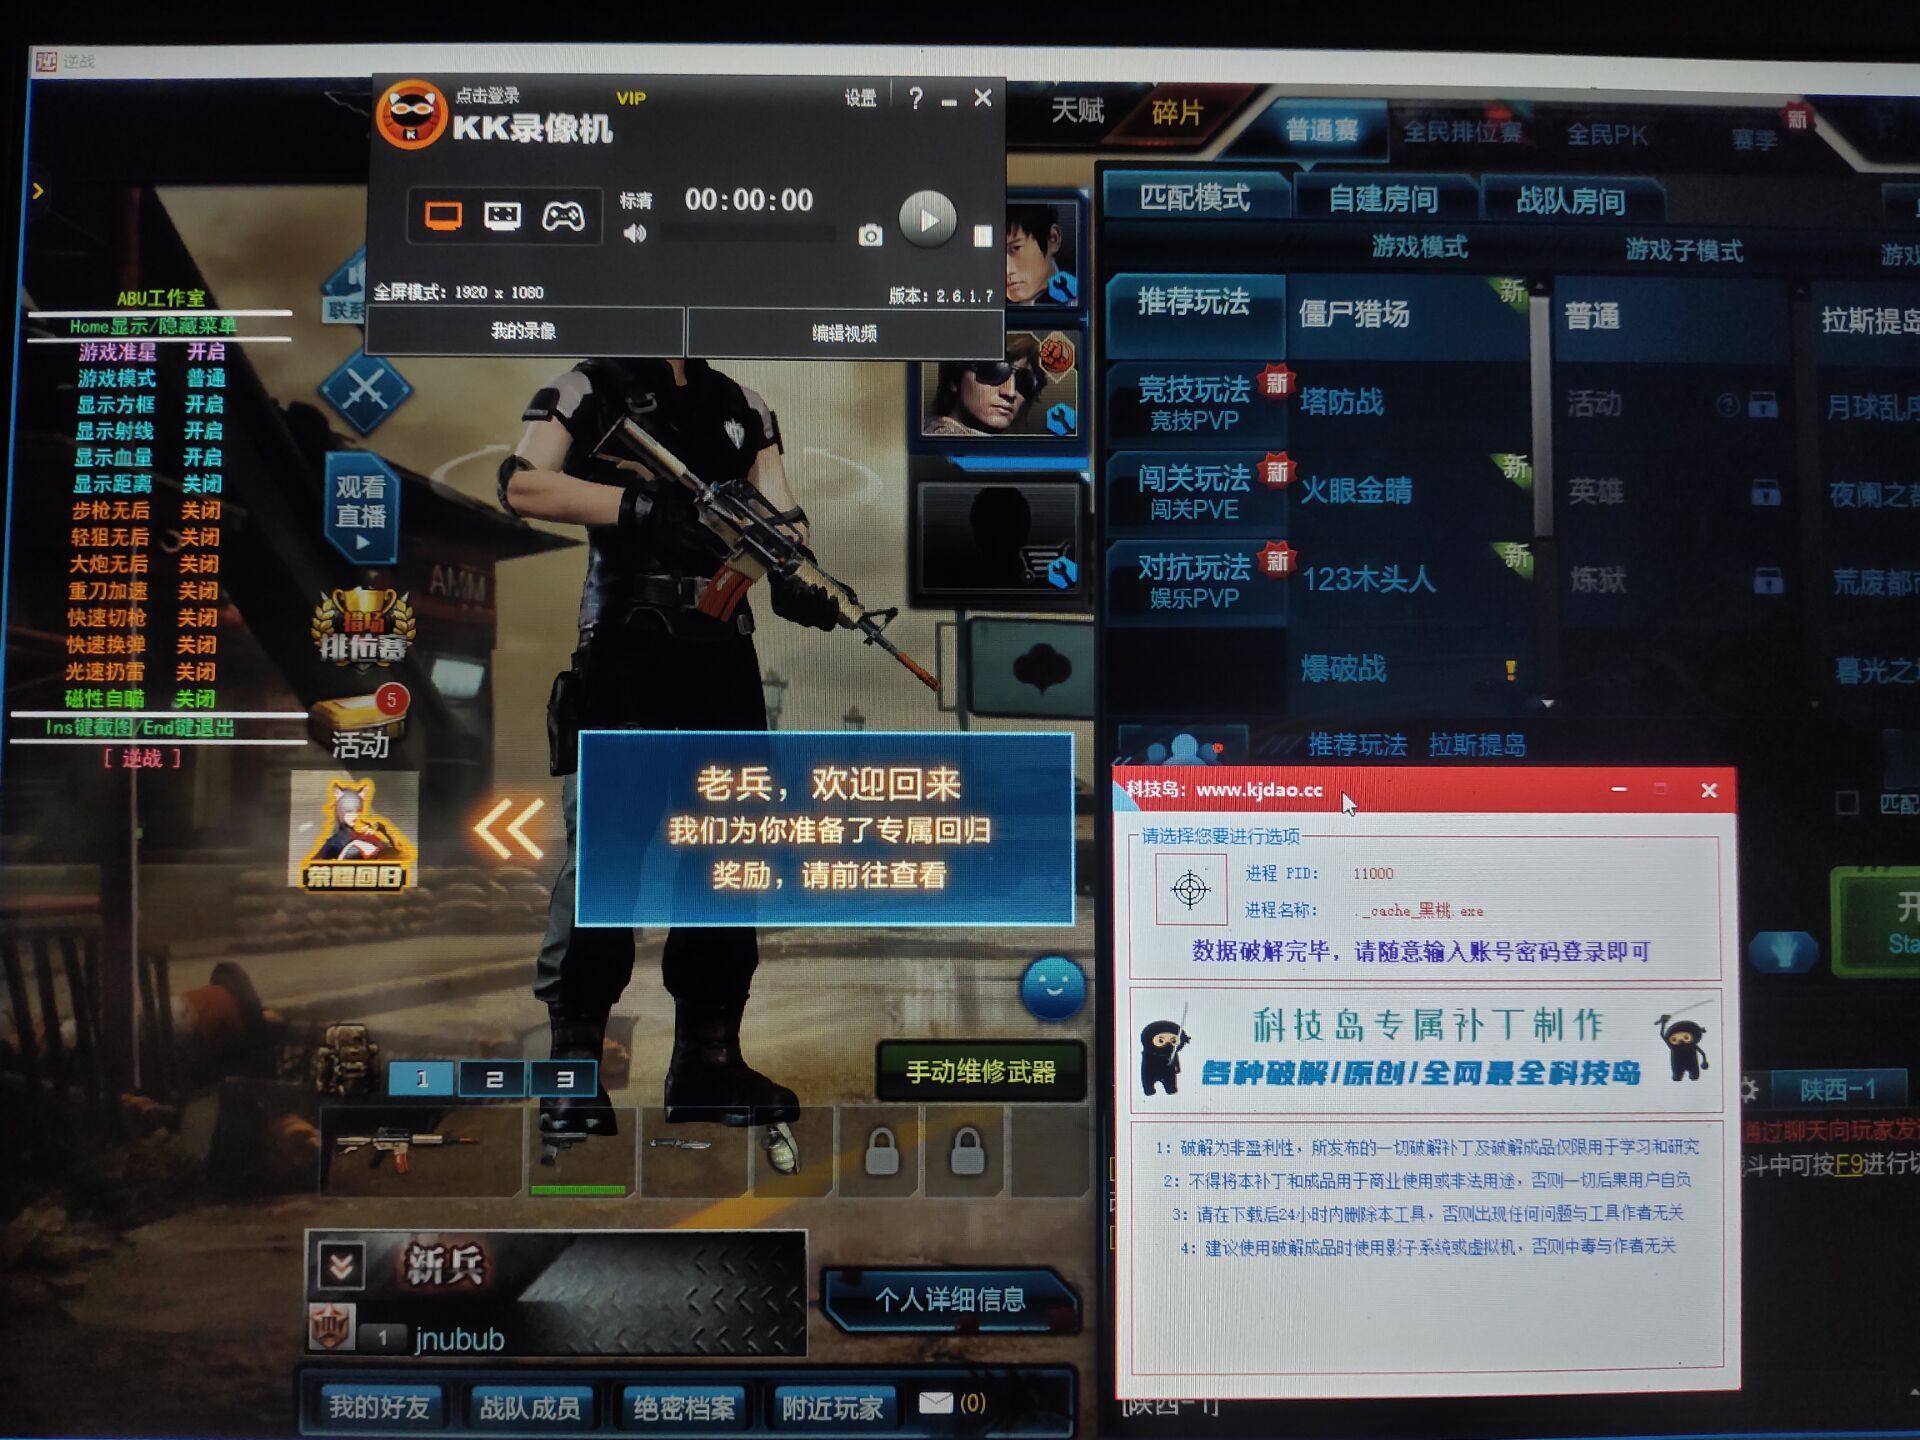 逆战
点击登录
VIP
设置
KK录像机
标清
00:00:00
全屏模式: 1920 x 1080
版本: 2.6.1.7
我的录像
编辑视频
天赋
碎片
普通赛
全民排位赛
全民PK
赛季
新
匹配模式
自建房间
战队房间
游戏模式
游戏子模式
推荐玩法
僵尸猎场
新
普通
竞技玩法
新
竞技PVP
塔防战
活动
闯关玩法
新
闯关PVE
火眼金睛
新
英雄
对抗玩法
新
娱乐PVP
123木头人
新
炼狱
爆破战
推荐玩法 拉斯提岛
ABU工作室
Home显示/隐藏菜单
游戏准星 开启
游戏模式 普通
显示方框 开启
显示射线 开启
显示血量 开启
显示距离 关闭
步枪无后 关闭
轻狙无后 关闭
大炮无后 关闭
重刀加速 关闭
快速切枪 关闭
快速换弹 关闭
光速扔雷 关闭
磁性自瞄 关闭
Ins键截图/End键退出
[ 逆战 ]
观看
直播
猎场
排位赛
5
活动
荣耀回归
老兵，欢迎回来
我们为你准备了专属回归
奖励，请前往查看
手动维修武器
1
2
3
新兵
1
jnubub
个人详细信息
我的好友
战队成员
绝密档案
附近玩家
(0)
科技岛: www.kjdao.cc
请选择您要进行选项
进程 PID: 11000
进程名称: ._cache_黑桃.exe
数据破解完毕，请随意输入账号密码登录即可
科技岛专属补丁制作
各种破解/原创/全网最全科技岛
1: 破解为非盈利性，所发布的一切破解补丁及破解成品仅限用于学习和研究
2: 不得将本补丁和成品用于商业使用或非法用途，否则一切后果用户自负
3: 请在下载后24小时内删除本工具，否则出现任何问题与工具作者无关
4: 建议使用破解成品时使用影子系统或虚拟机，否则中毒与作者无关
陕西-1
通过聊天向玩家发
斗中可按F9进行切
[陕西-1]